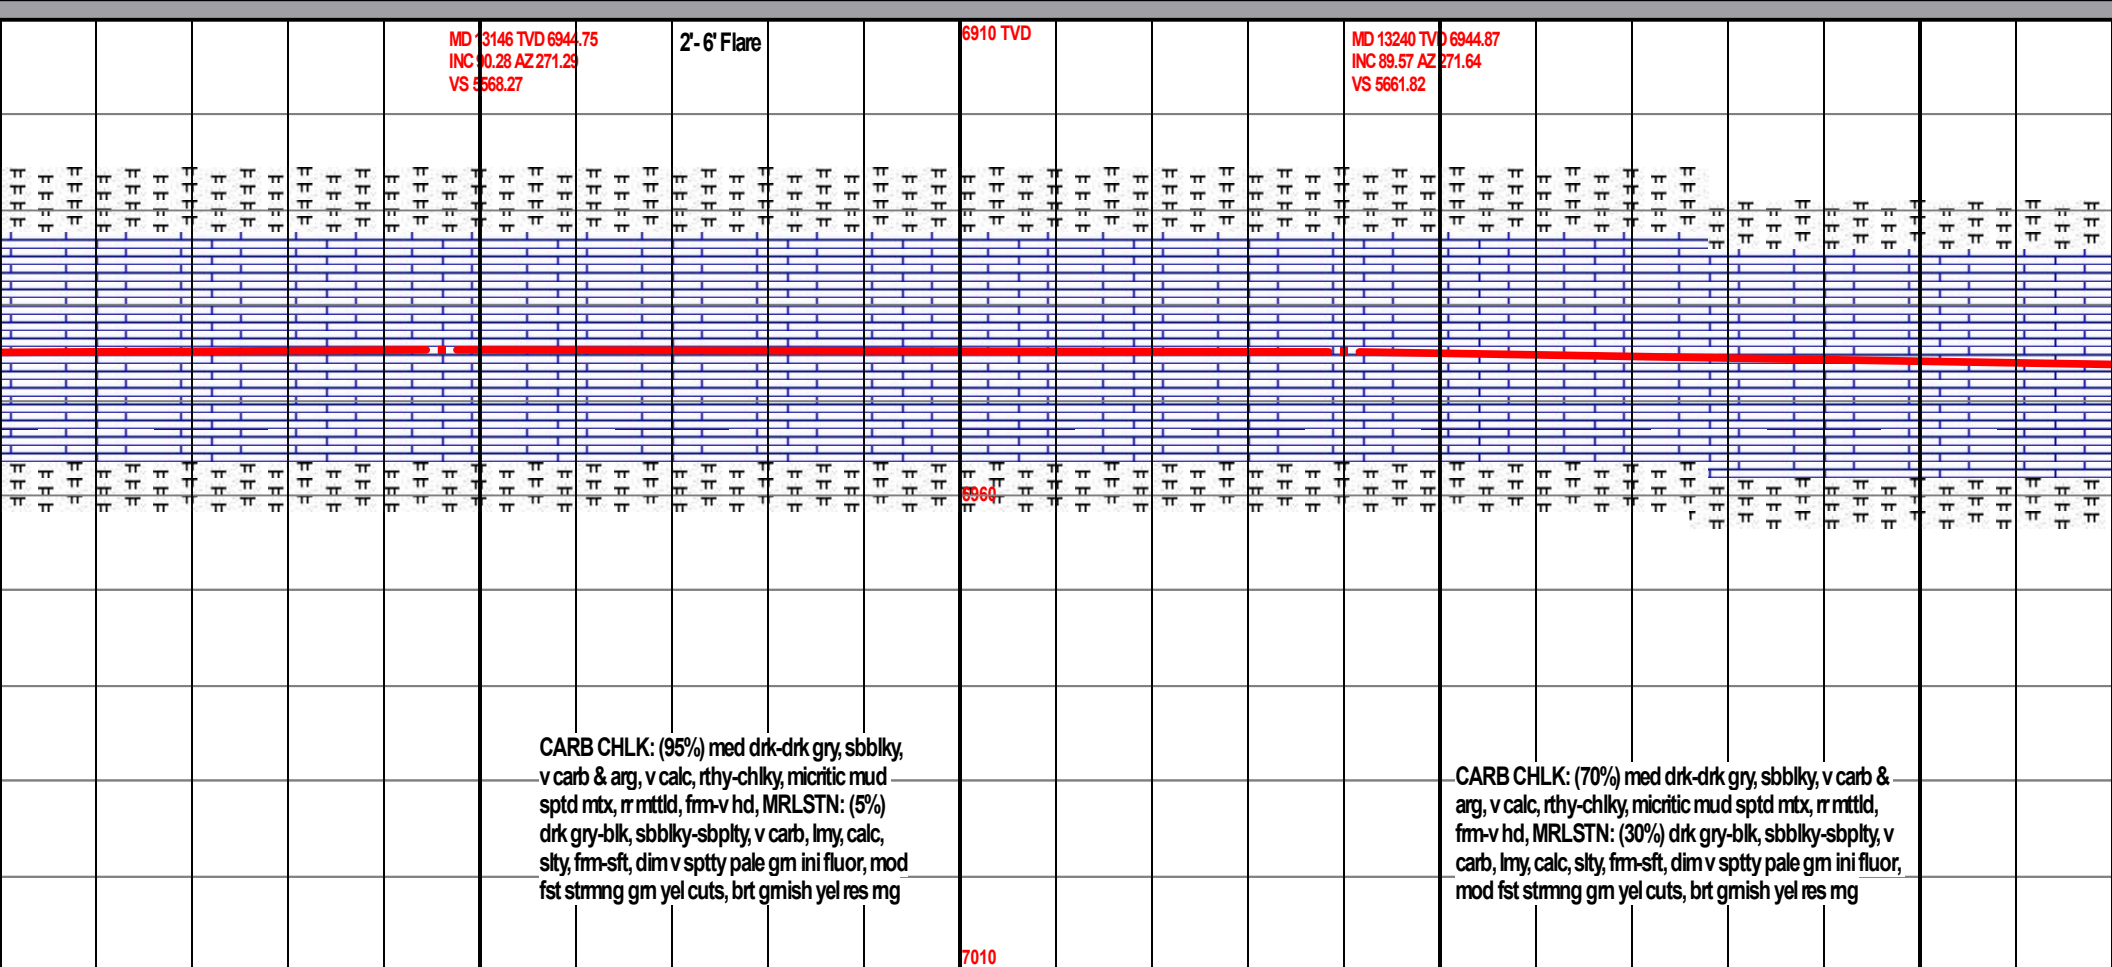 MD 13146 TVD 6944.75
INC 90.28 AZ 271.29
VS 5568.27
2'- 6' Flare
6910 TVD
MD 13240 TVD 6944.87
INC 89.57 AZ 271.64
VS 5661.82
6960
CARB CHLK: (95%) med drk-drk gry, sbblky,
v carb & arg, v calc, rthy-chlky, micritic mud
sptd mtx, rr mttld, frm-v hd, MRLSTN: (5%)
drk gry-blk, sbblky-sbplty, v carb, lmy, calc,
slty, frm-sft, dim v sptty pale grn ini fluor, mod
fst strmng grn yel cuts, brt grnish yel res rng
CARB CHLK: (70%) med drk-drk gry, sbblky, v carb &
arg, v calc, rthy-chlky, micritic mud sptd mtx, rr mttld,
frm-v hd, MRLSTN: (30%) drk gry-blk, sbblky-sbplty, v
carb, lmy, calc, slty, frm-sft, dim v sptty pale grn ini fluor,
mod fst strmng grn yel cuts, brt grnish yel res rng
7010